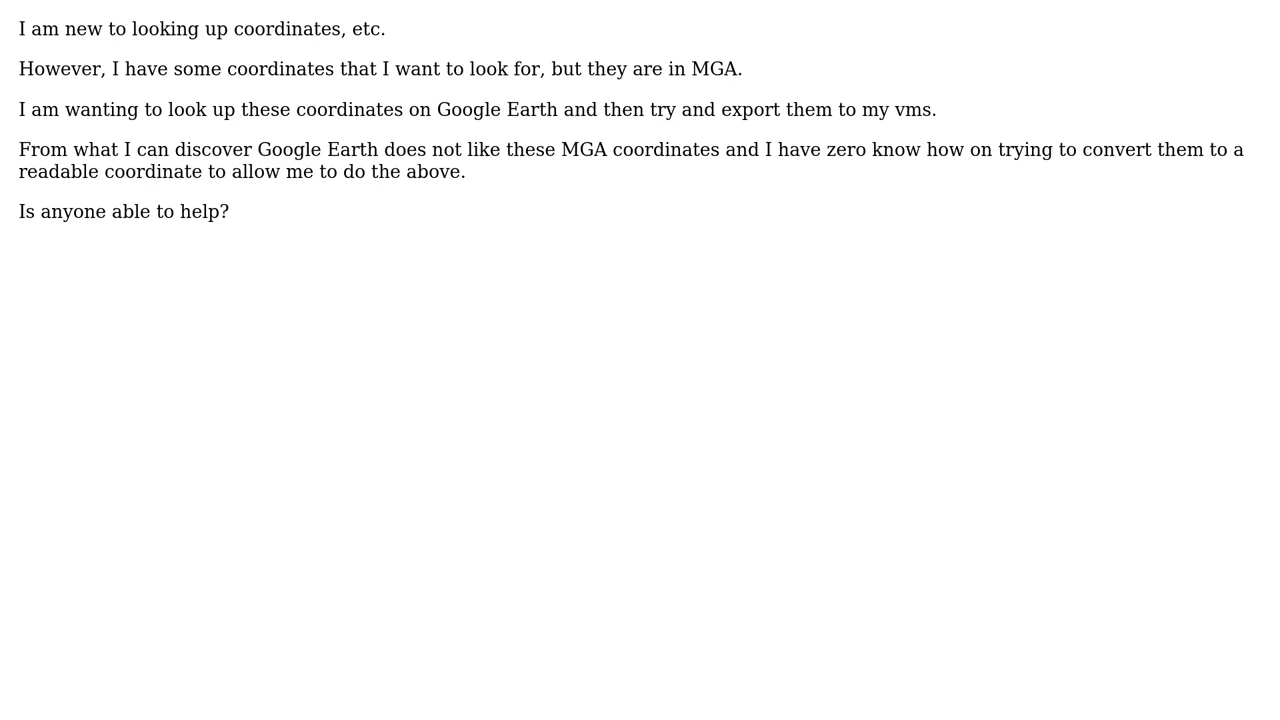 I am new to looking up coordinates, etc.
However, I have some coordinates that I want to look for, but they are in MGA.
I am wanting to look up these coordinates on Google Earth and then try and export them to my vms.
From what I can discover Google Earth does not like these MGA coordinates and I have zero know how on trying to convert them to a
readable coordinate to allow me to do the above.
Is anyone able to help?